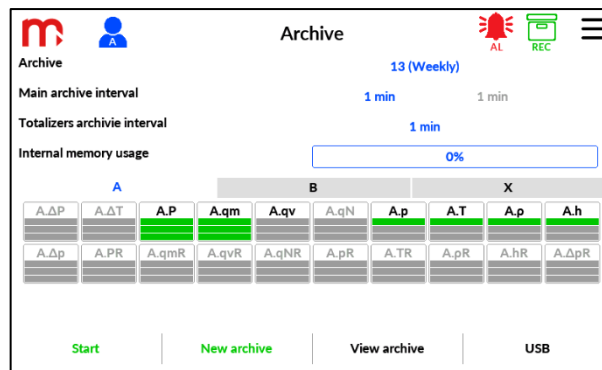 A
Archive
AL
REC
Archive
13 (Weekly)
Main archive interval
1 min
1 min
Totalizers archivie interval
1 min
Internal memory usage
0%
A
B
X
A.ΔP A.ΔT A.P A.qm A.qv A.qN A.p A.T A.ρ A.h
A.Δp A.PR A.qmR A.qvR A.qNR A.pR A.TR A.ρR A.hR A.ΔpR
Start
New archive
View archive
USB